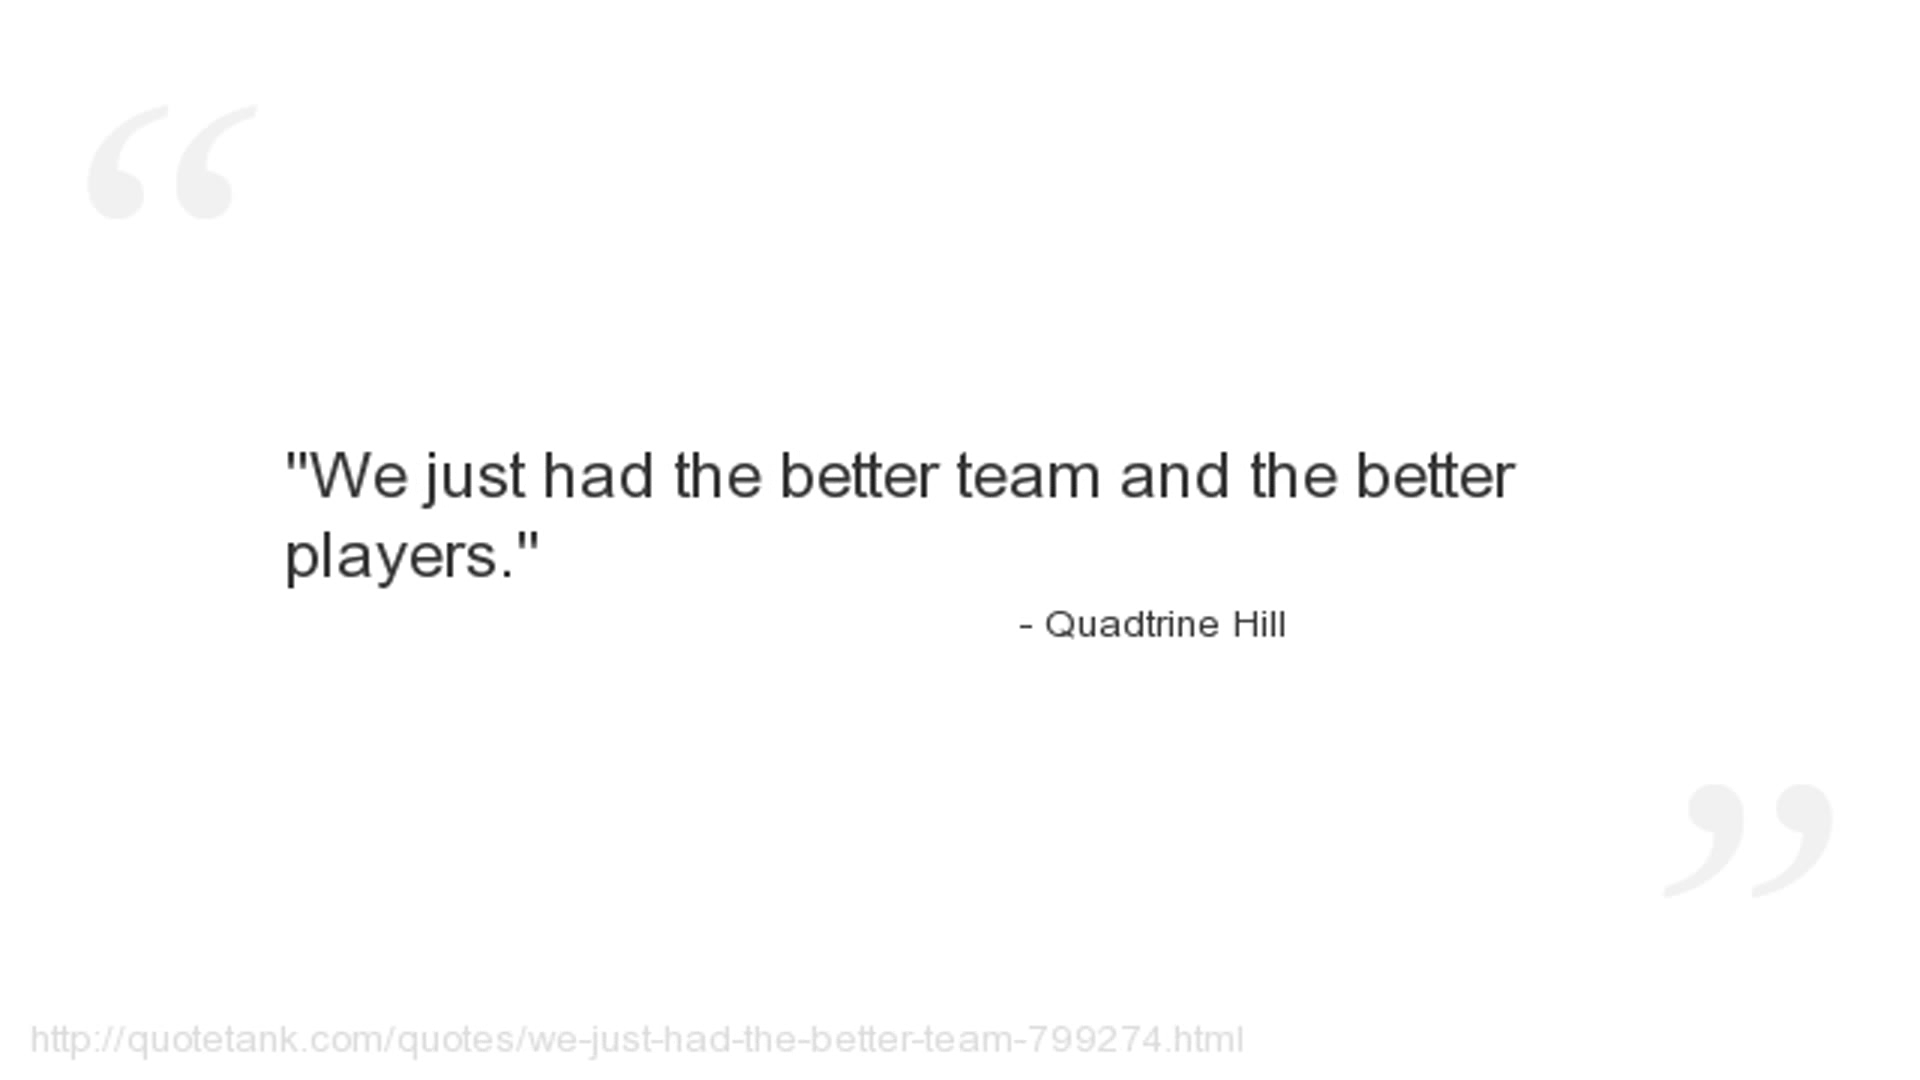 "We just had the better team and the better
players."
- Quadtrine Hill
http://quotetank.com/quotes/we-just-had-the-better-team-799274.html